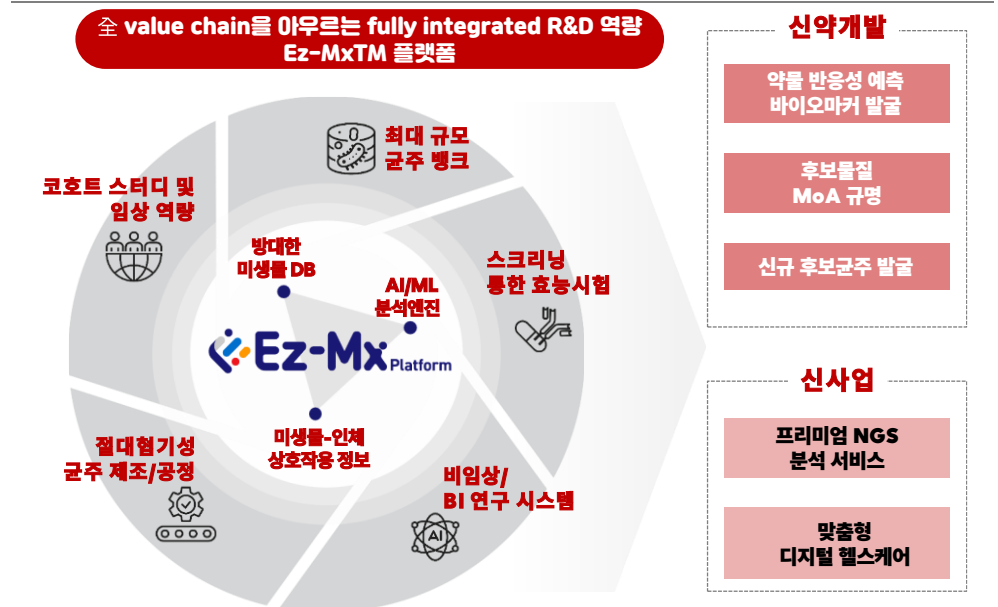 全 value chain을 아우르는 fully integrated R&D 역량
Ez-MxTM 플랫폼
최대 규모
균주 뱅크
코호트 스터디 및
임상 역량
방대한
미생물 DB
AI/ML
분석엔진
스크리닝
통한 효능시험
Ez-Mx Platform
미생물-인체
상호작용 정보
절대혐기성
균주 제조/공정
비임상/
BI 연구 시스템
AI
신약개발
약물 반응성 예측
바이오마커 발굴
후보물질
MoA 규명
신규 후보균주 발굴
신사업
프리미엄 NGS
분석 서비스
맞춤형
디지털 헬스케어